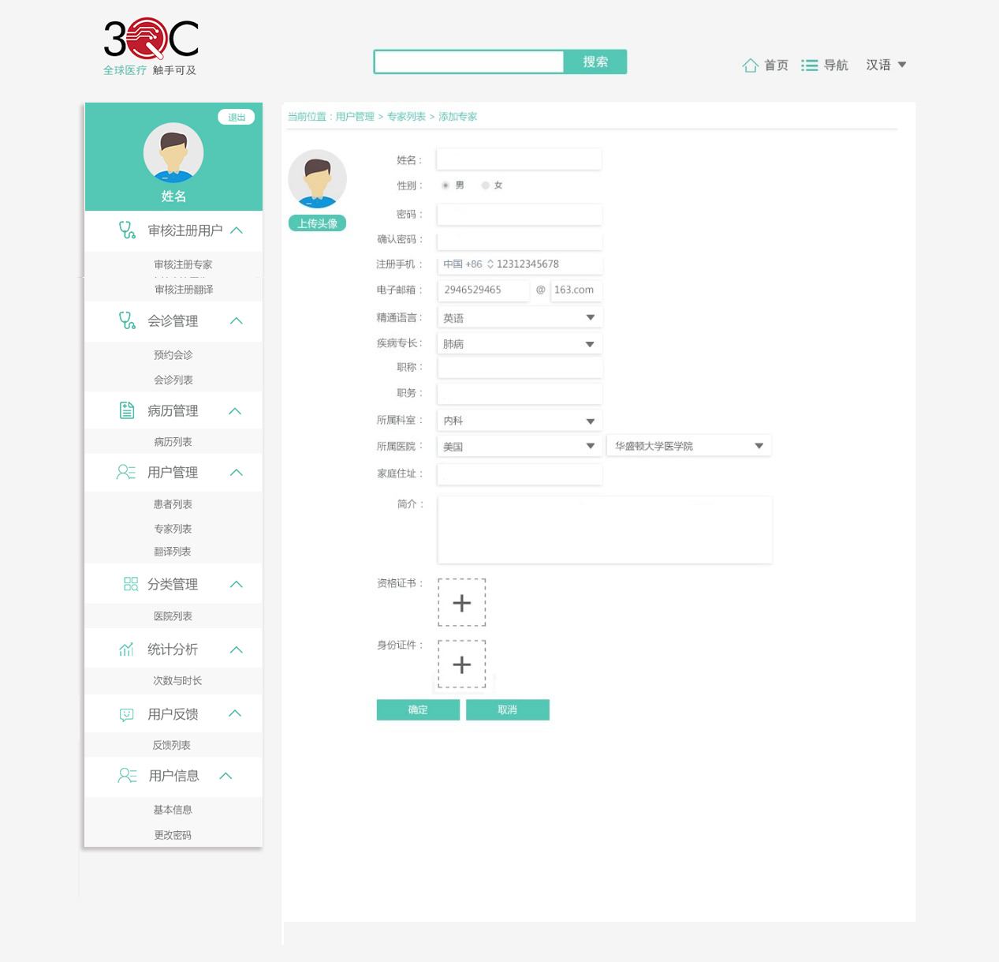 3QC
全球医疗 触手可及
搜索
首页 导航 汉语
退出
姓名
审核注册用户
审核注册专家
审核注册翻译
会诊管理
预约会诊
会诊列表
病历管理
病历列表
用户管理
患者列表
专家列表
翻译列表
分类管理
医院列表
统计分析
次数与时长
用户反馈
反馈列表
用户信息
基本信息
更改密码
当前位置：用户管理 > 专家列表 > 添加专家
上传头像
姓名：
性别： 男 女
密码：
确认密码：
注册手机： 中国 +86 12312345678
电子邮箱： 2946529465 @ 163.com
精通语言： 英语
疾病专长： 肺病
职称：
职务：
所属科室： 内科
所属医院： 美国 华盛顿大学医学院
家庭住址：
简介：
资格证书：
身份证件：
确定 取消